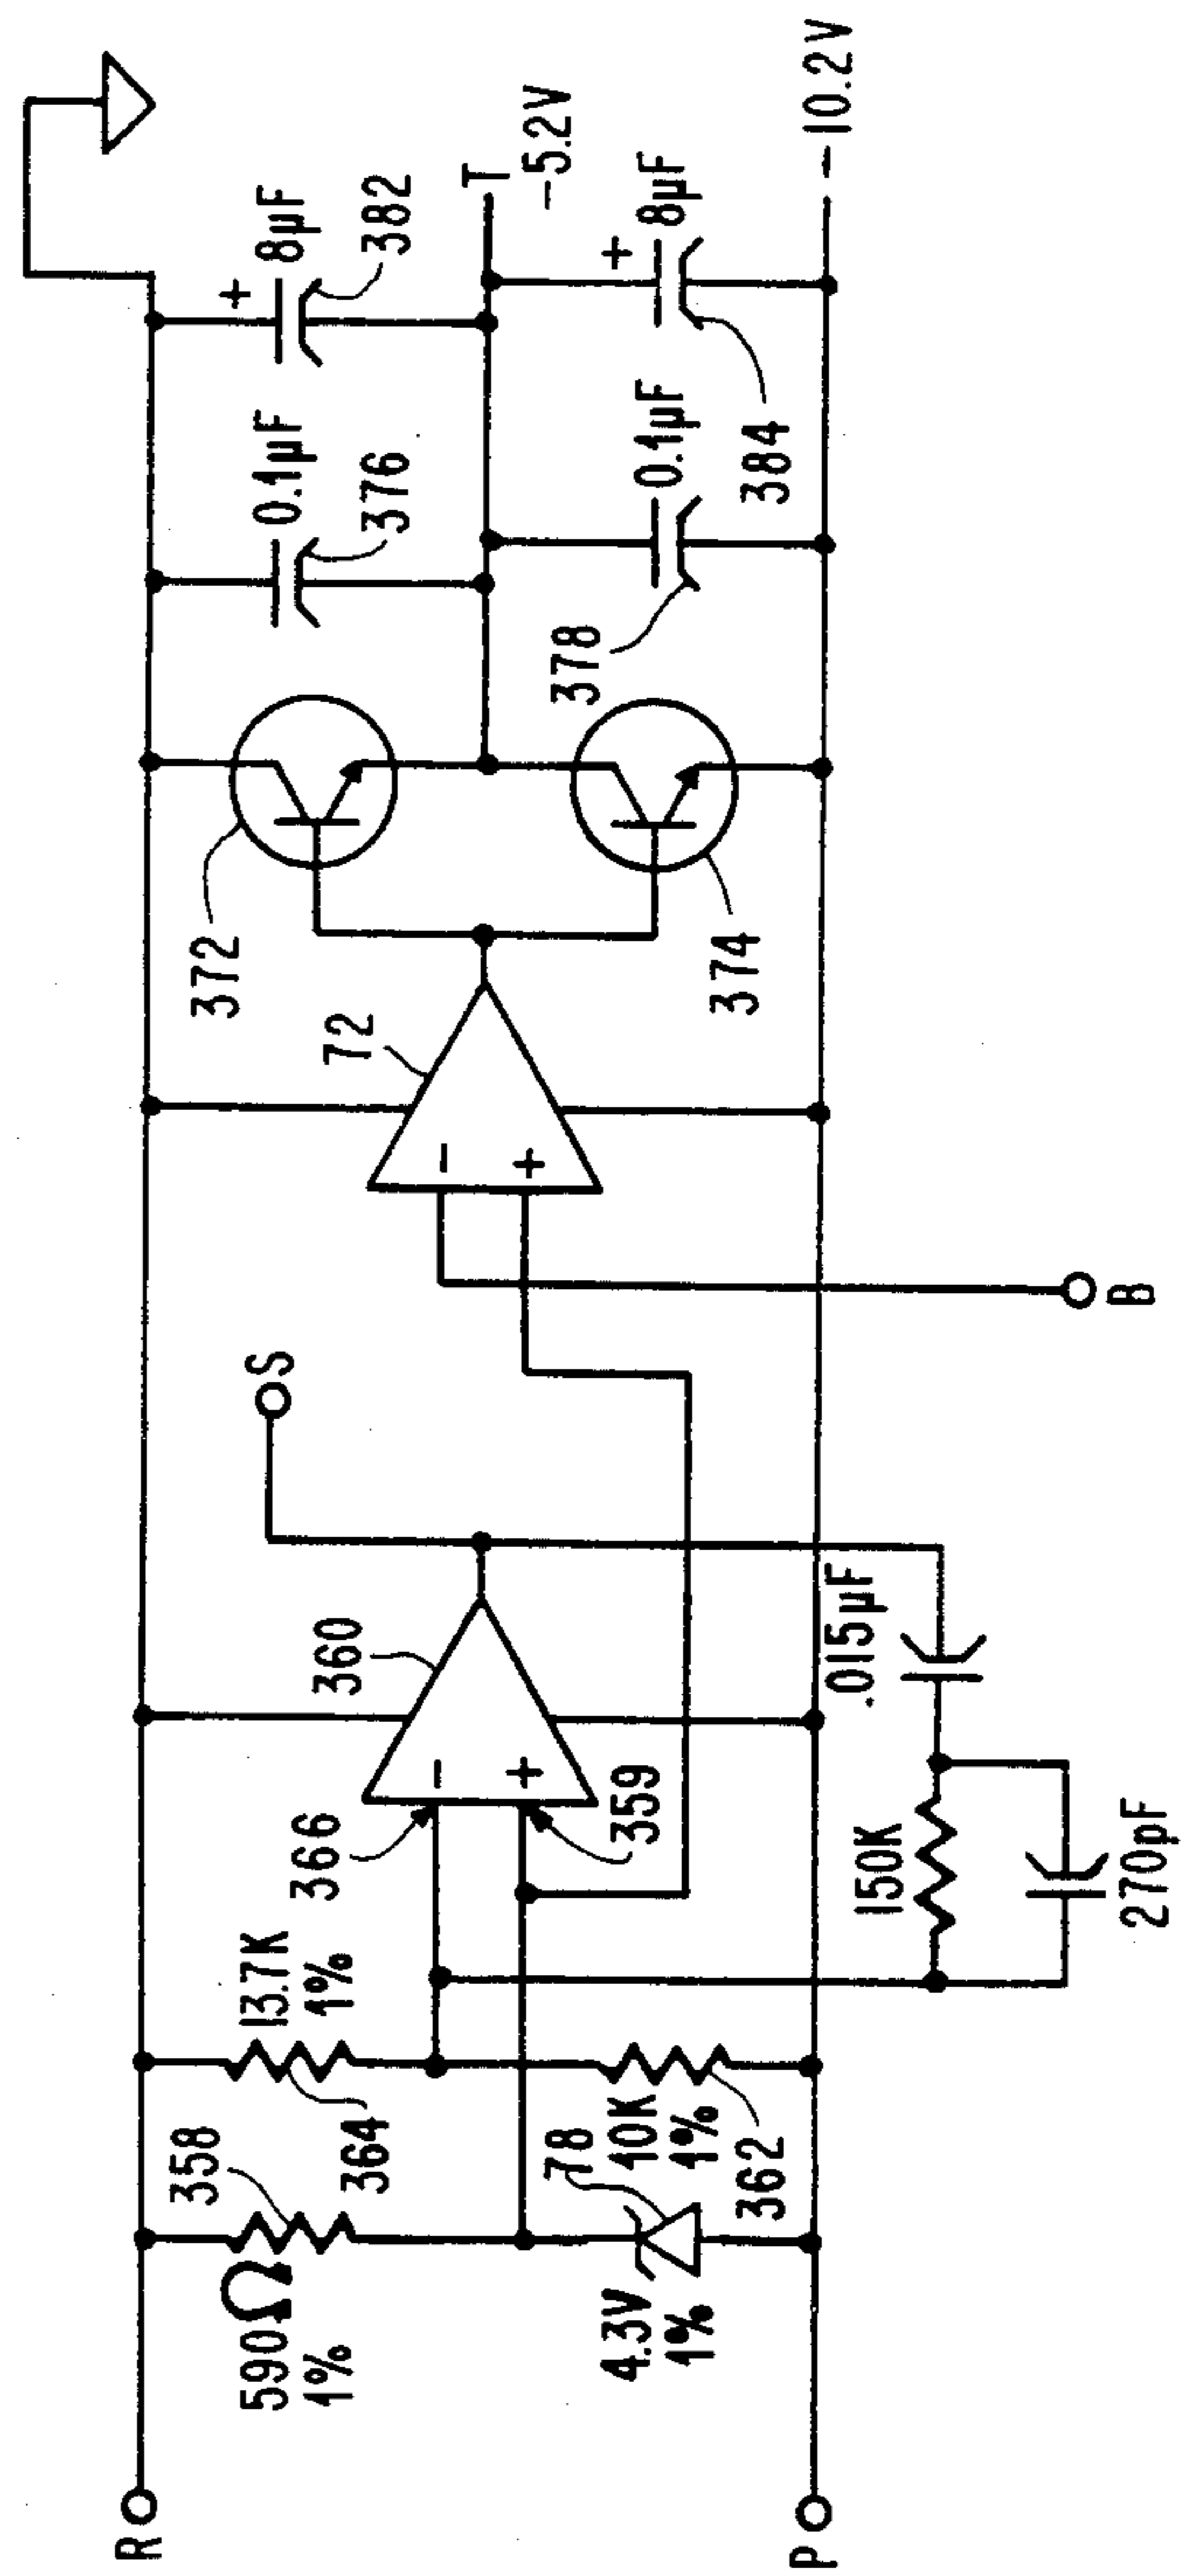 R
590Ω
1%
358
364
13.7K
1%
366
360
S
72
372
0.1µF
376
+
8µF
382
T
-5.2V
4.3V
1%
78
10K
1%
362
-
+
359
-
+
374
378
0.1µF
384
+
8µF
P
-10.2V
150K
.015µF
270pF
B